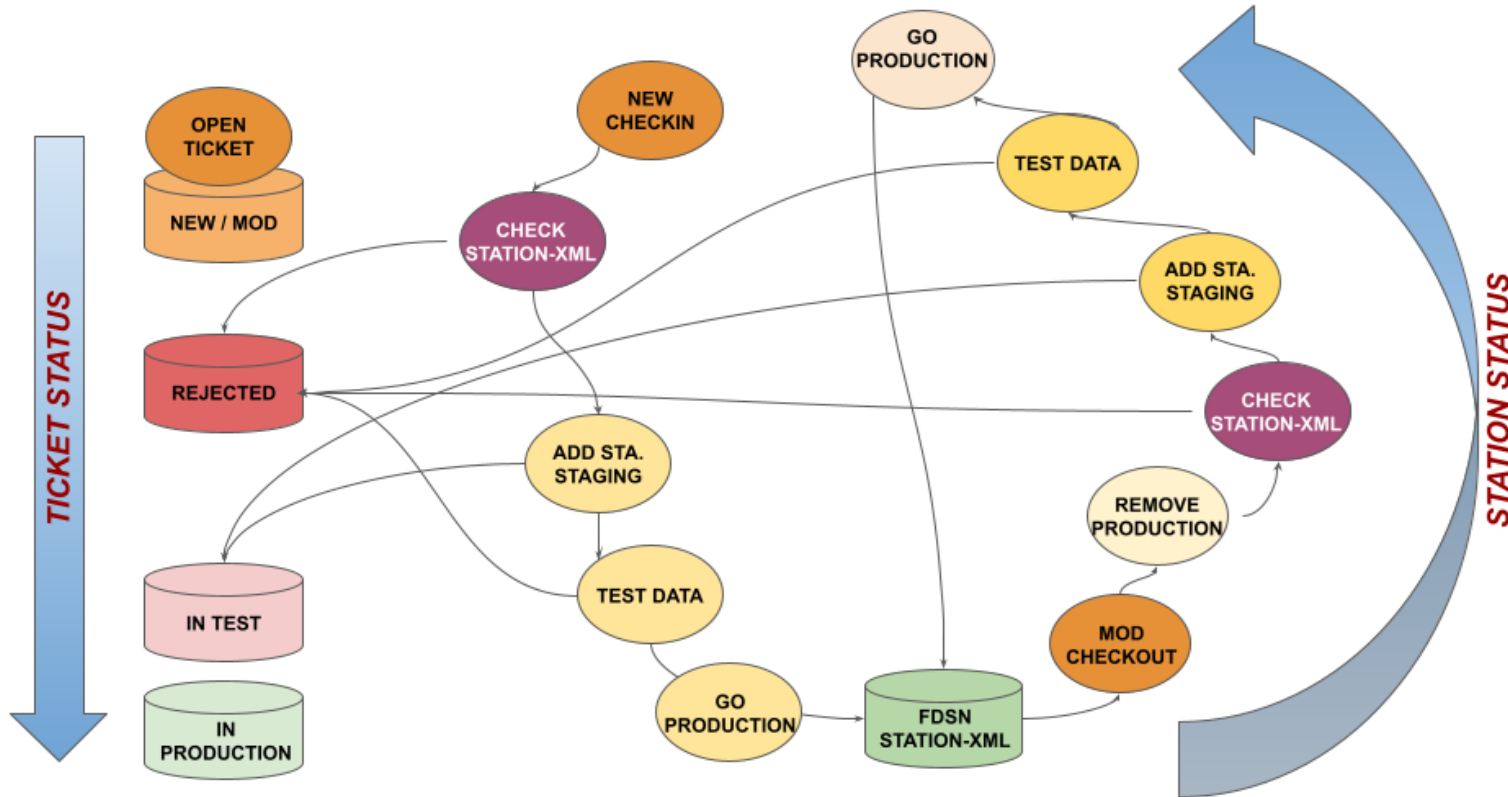 TICKET STATUS
OPEN
TICKET
NEW / MOD
REJECTED
IN TEST
IN
PRODUCTION
NEW
CHECKIN
CHECK
STATION-XML
ADD STA.
STAGING
TEST DATA
GO
PRODUCTION
FDSN
STATION-XML
MOD
CHECKOUT
REMOVE
PRODUCTION
CHECK
STATION-XML
ADD STA.
STAGING
TEST DATA
GO
PRODUCTION
STATION STATUS